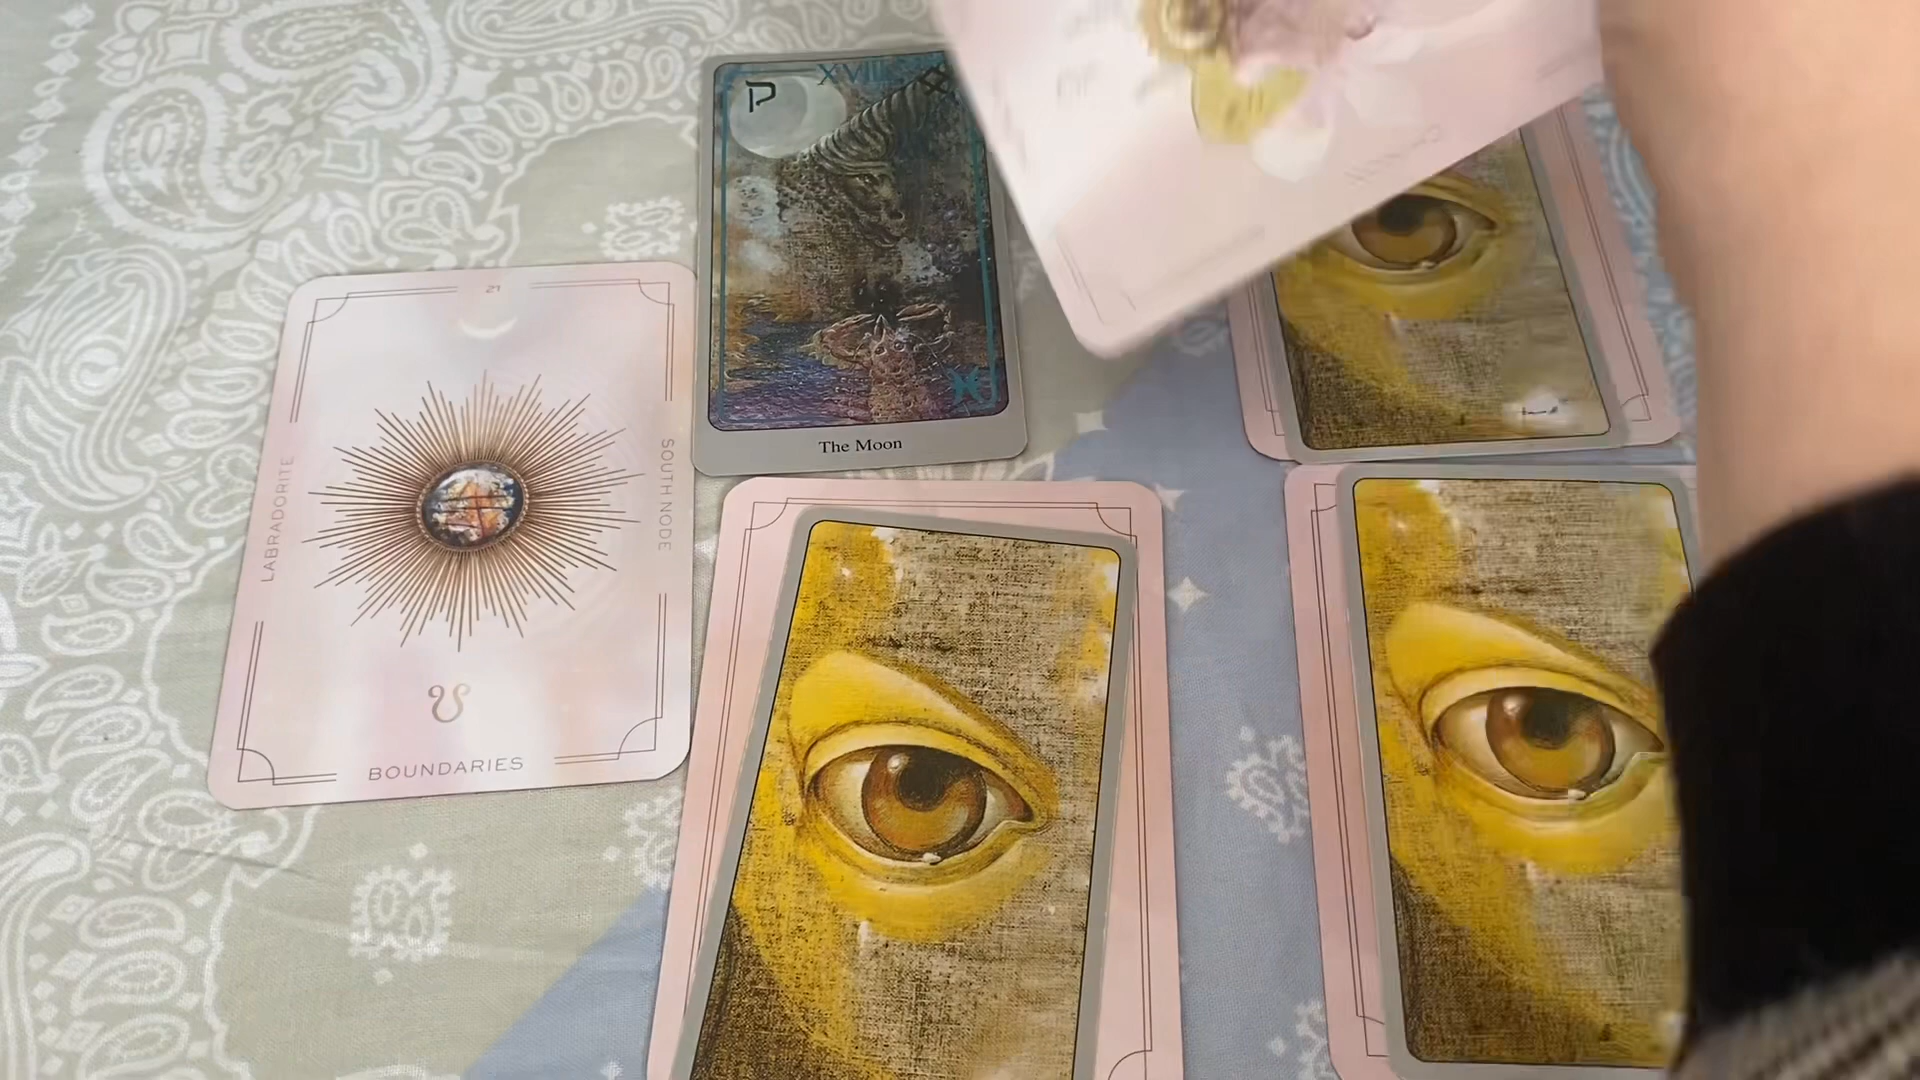 ק
XVIII
The Moon
21
LABRADORITE
SOUTH NODE
BOUNDARIES